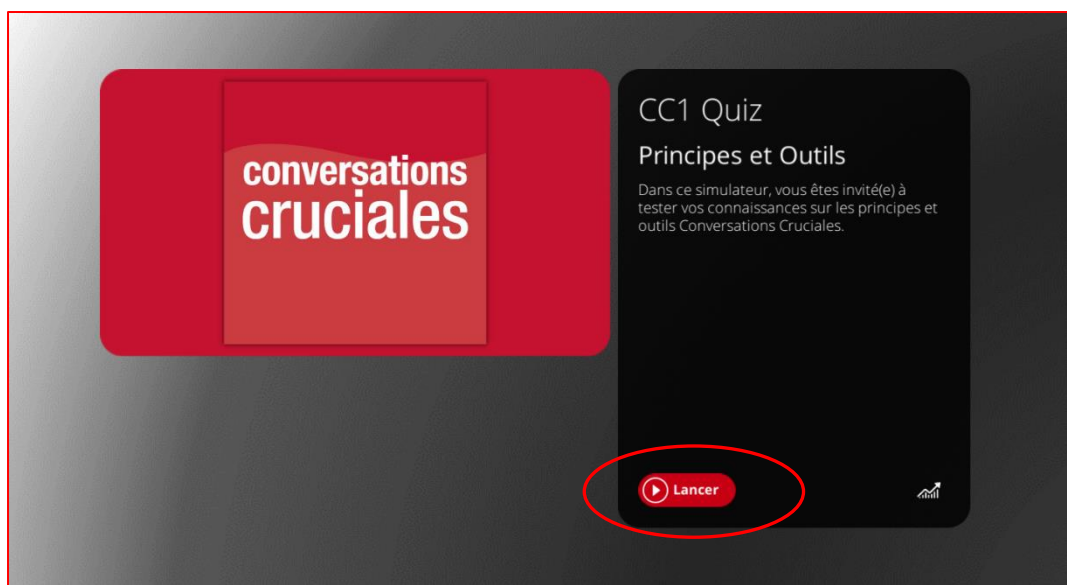 conversations
cruciales
CC1 Quiz
Principes et Outils
Dans ce simulateur, vous êtes invité(e) à
tester vos connaissances sur les principes et
outils Conversations Cruciales.
Lancer